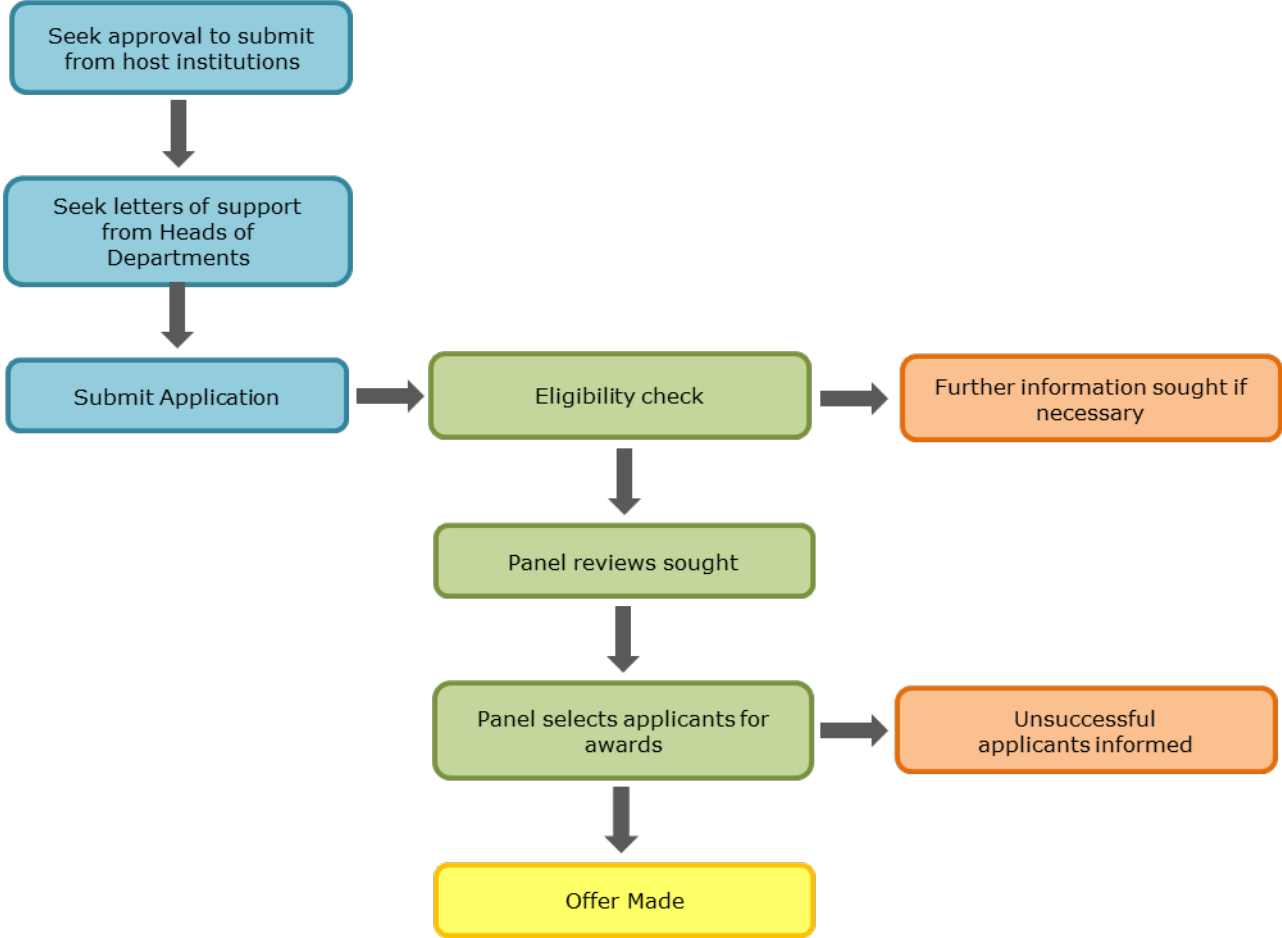 Seek approval to submit
from host institutions
Seek letters of support
from Heads of
Departments
Submit Application
Eligibility check
Further information sought if
necessary
Panel reviews sought
Panel selects applicants for
awards
Unsuccessful
applicants informed
Offer Made